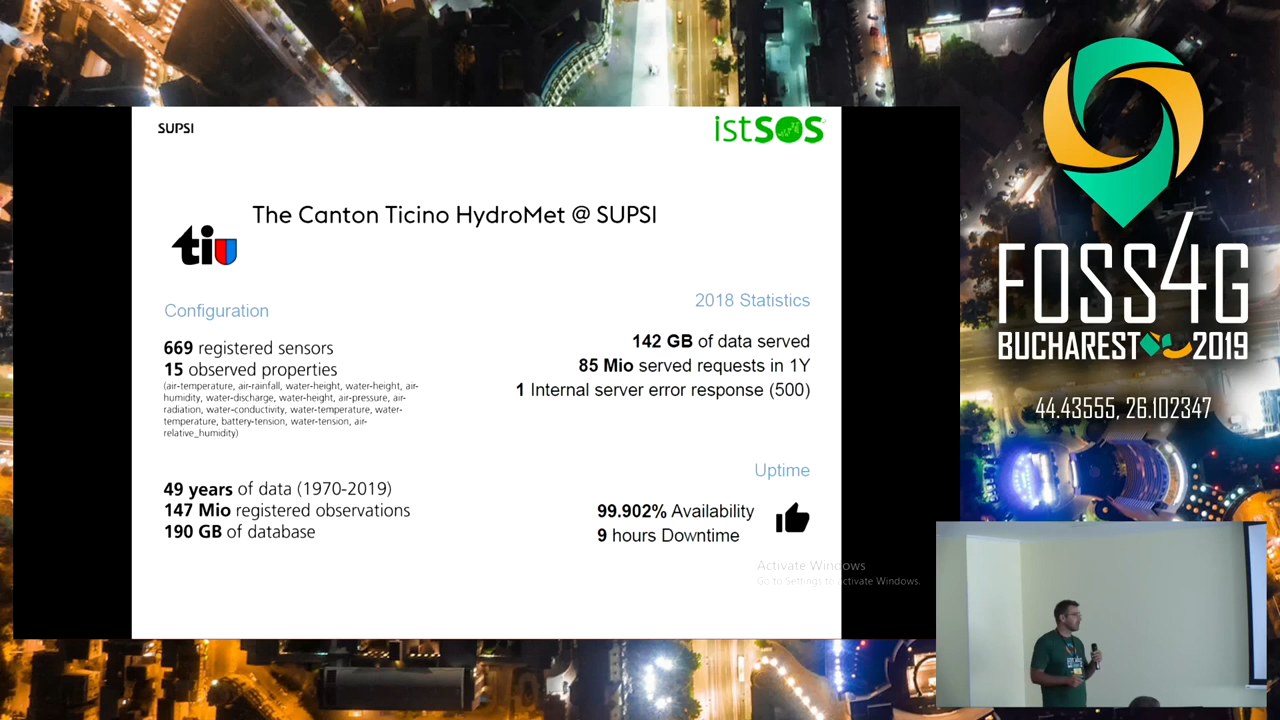 SUPSI
istSOS
The Canton Ticino HydroMet @ SUPSI
ti
Configuration
669 registered sensors
15 observed properties
(air-temperature, air-rainfall, water-height, water-height, air-
humidity, water-discharge, water-height, air-pressure, air-
radiation, water-conductivity, water-temperature, water-
temperature, battery-tension, water-tension, air-
relative_humidity)
49 years of data (1970-2019)
147 Mio registered observations
190 GB of database
2018 Statistics
142 GB of data served
85 Mio served requests in 1Y
1 Internal server error response (500)
Uptime
99.902% Availability
9 hours Downtime
Activate Windows
Go to Settings to activate Windows.
FOSS4G
BUCHAREST 2019
44.43555, 26.102347